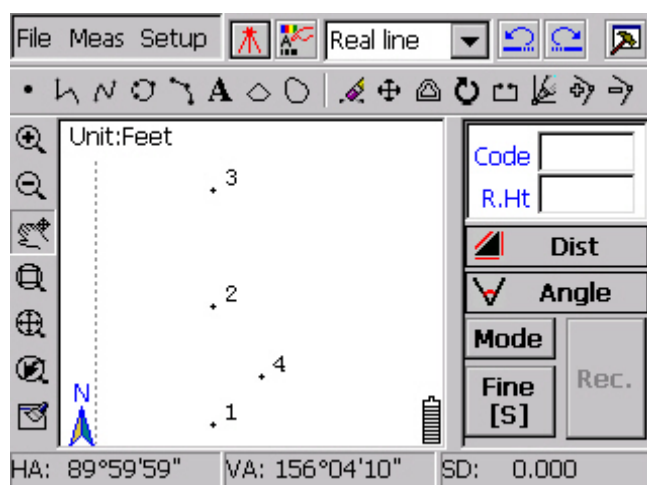 File Meas Setup Real line
A
Unit:Feet
3
2
4
1
N
Code
R.Ht
Dist
Angle
Mode
Fine
[S]
Rec.
HA: 89°59'59" VA: 156°04'10" SD: 0.000